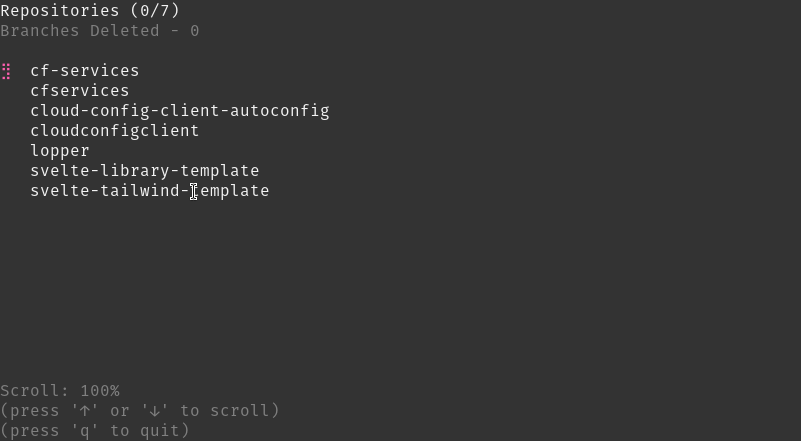 Repositories (0/7)
Branches Deleted - 0
cf-services
cfservices
cloud-config-client-autoconfig
cloudconfigclient
lopper
svelte-library-template
svelte-tailwind-template
Scroll: 100%
(press '↑' or '↓' to scroll)
(press 'q' to quit)